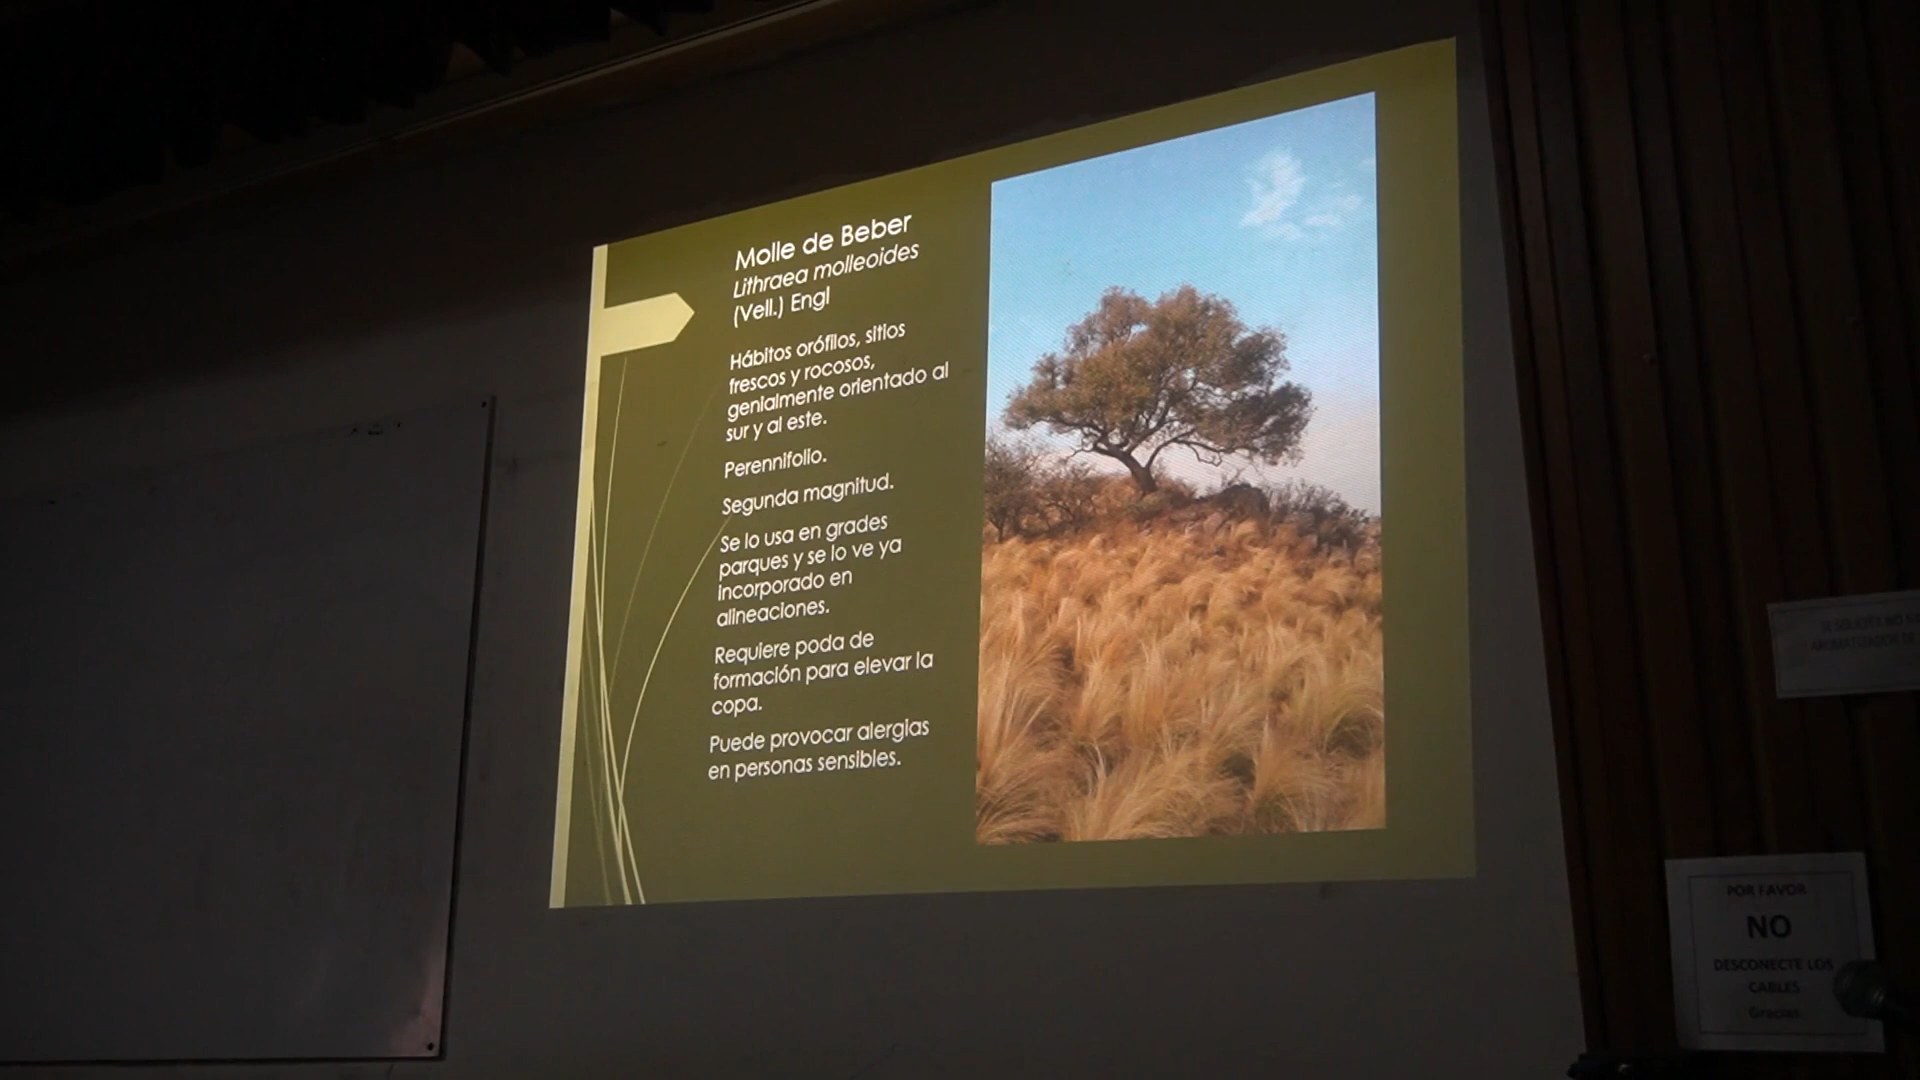 Molle de Beber
Lithraea molleoides
(Vell.) Engl
Hábitos orófilos, sitios
frescos y rocosos,
genialmente orientado al
sur y al este.
Perennifolio.
Segunda magnitud.
Se lo usa en grades
parques y se lo ve ya
incorporado en
alineaciones.
Requiere poda de
formación para elevar la
copa.
Puede provocar alergias
en personas sensibles.
POR FAVOR
NO
DESCONECTE LOS
CABLES
Gracias